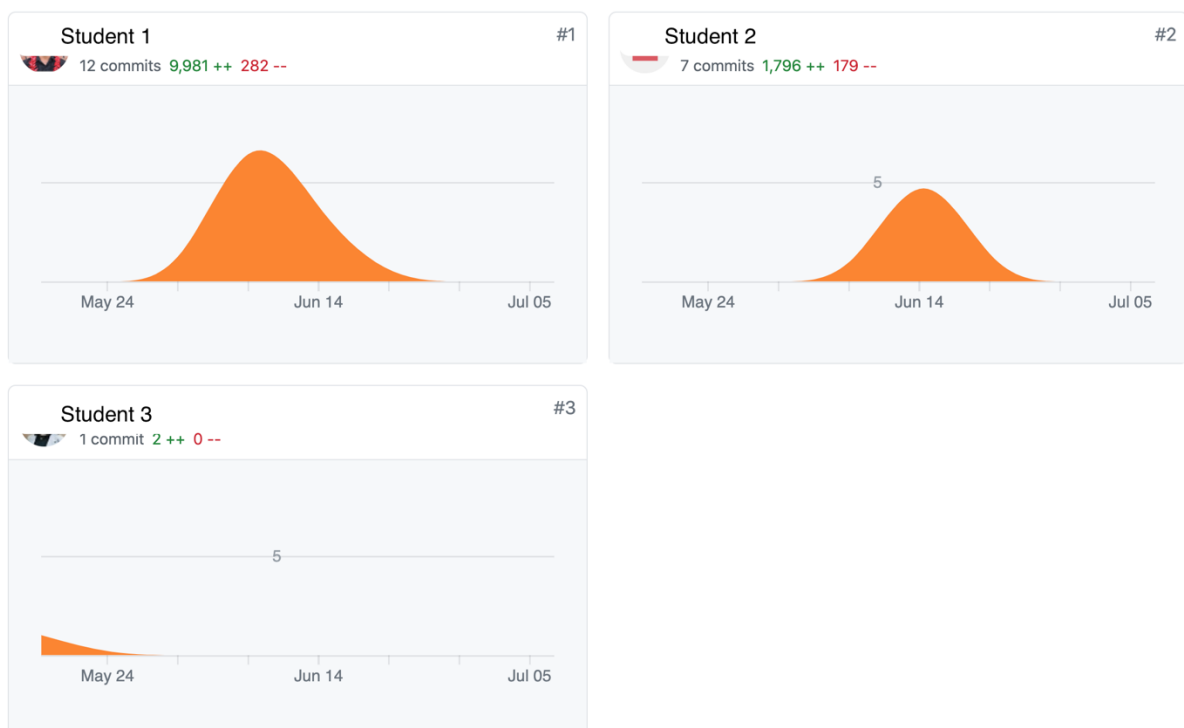 Student 1 #1
12 commits 9,981 ++ 282 --
May 24 Jun 14 Jul 05
Student 2 #2
7 commits 1,796 ++ 179 --
5
May 24 Jun 14 Jul 05
Student 3 #3
1 commit 2 ++ 0 --
5
May 24 Jun 14 Jul 05